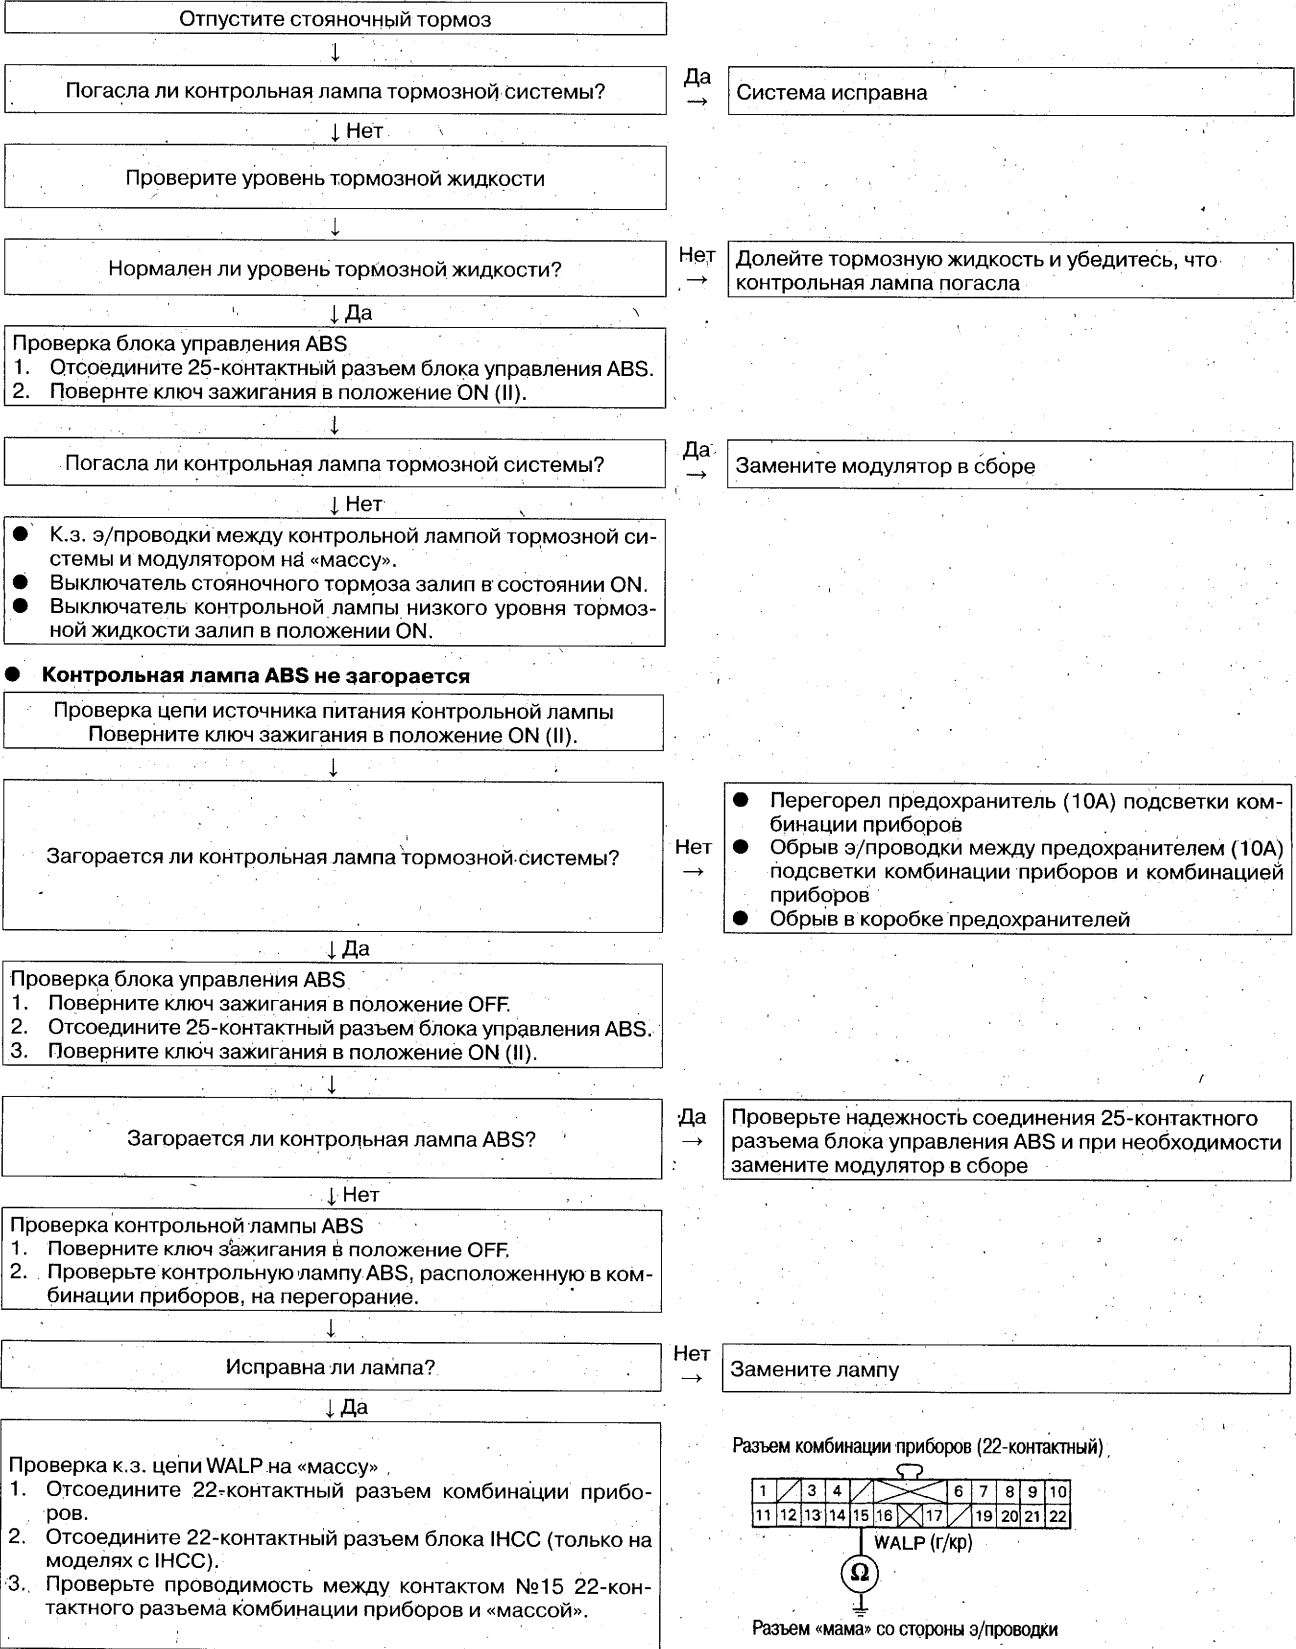 Отпустите стояночный тормоз
↓
Погасла ли контрольная лампа тормозной системы?
Да
→
Система исправна
↓ Нет
Проверите уровень тормозной жидкости
↓
Нормален ли уровень тормозной жидкости?
Нет
→
Долейте тормозную жидкость и убедитесь, что
контрольная лампа погасла
↓ Да
Проверка блока управления ABS
1. Отсоедините 25-контактный разъем блока управления ABS.
2. Повернте ключ зажигания в положение ON (II).
↓
Погасла ли контрольная лампа тормозной системы?
Да
→
Замените модулятор в сборе
↓ Нет
● К.з. э/проводки между контрольной лампой тормозной си-
стемы и модулятором на «массу».
● Выключатель стояночного тормоза залип в состоянии ON.
● Выключатель контрольной лампы низкого уровня тормоз-
ной жидкости залип в положении ON.
● Контрольная лампа ABS не загорается
Проверка цепи источника питания контрольной лампы
Поверните ключ зажигания в положение ON (II).
↓
Загорается ли контрольная лампа тормозной системы?
Нет
→
● Перегорел предохранитель (10А) подсветки ком-
бинации приборов
● Обрыв э/проводки между предохранителем (10А)
подсветки комбинации приборов и комбинацией
приборов
● Обрыв в коробке предохранителей
↓ Да
Проверка блока управления ABS
1. Поверните ключ зажигания в положение OFF.
2. Отсоедините 25-контактный разъем блока управления ABS.
3. Поверните ключ зажигания в положение ON (II).
↓
Загорается ли контрольная лампа ABS?
Да
→
Проверьте надежность соединения 25-контактного
разъема блока управления ABS и при необходимости
замените модулятор в сборе
↓ Нет
Проверка контрольной лампы ABS
1. Поверните ключ зажигания в положение OFF.
2. Проверьте контрольную лампу ABS, расположенную в ком-
бинации приборов, на перегорание.
↓
Исправна ли лампа?
Нет
→
Замените лампу
↓ Да
Проверка к.з. цепи WALP на «массу»
1. Отсоедините 22-контактный разъем комбинации прибо-
ров.
2. Отсоедините 22-контактный разъем блока IHCC (только на
моделях с IHCC).
3. Проверьте проводимость между контактом №15 22-кон-
тактного разъема комбинации приборов и «массой».
Разъем комбинации приборов (22-контактный)
1 3 4 6 7 8 9 10
11 12 13 14 15 16 17 19 20 21 22
WALP (г/кр)
Ω
Разъем «мама» со стороны э/проводки